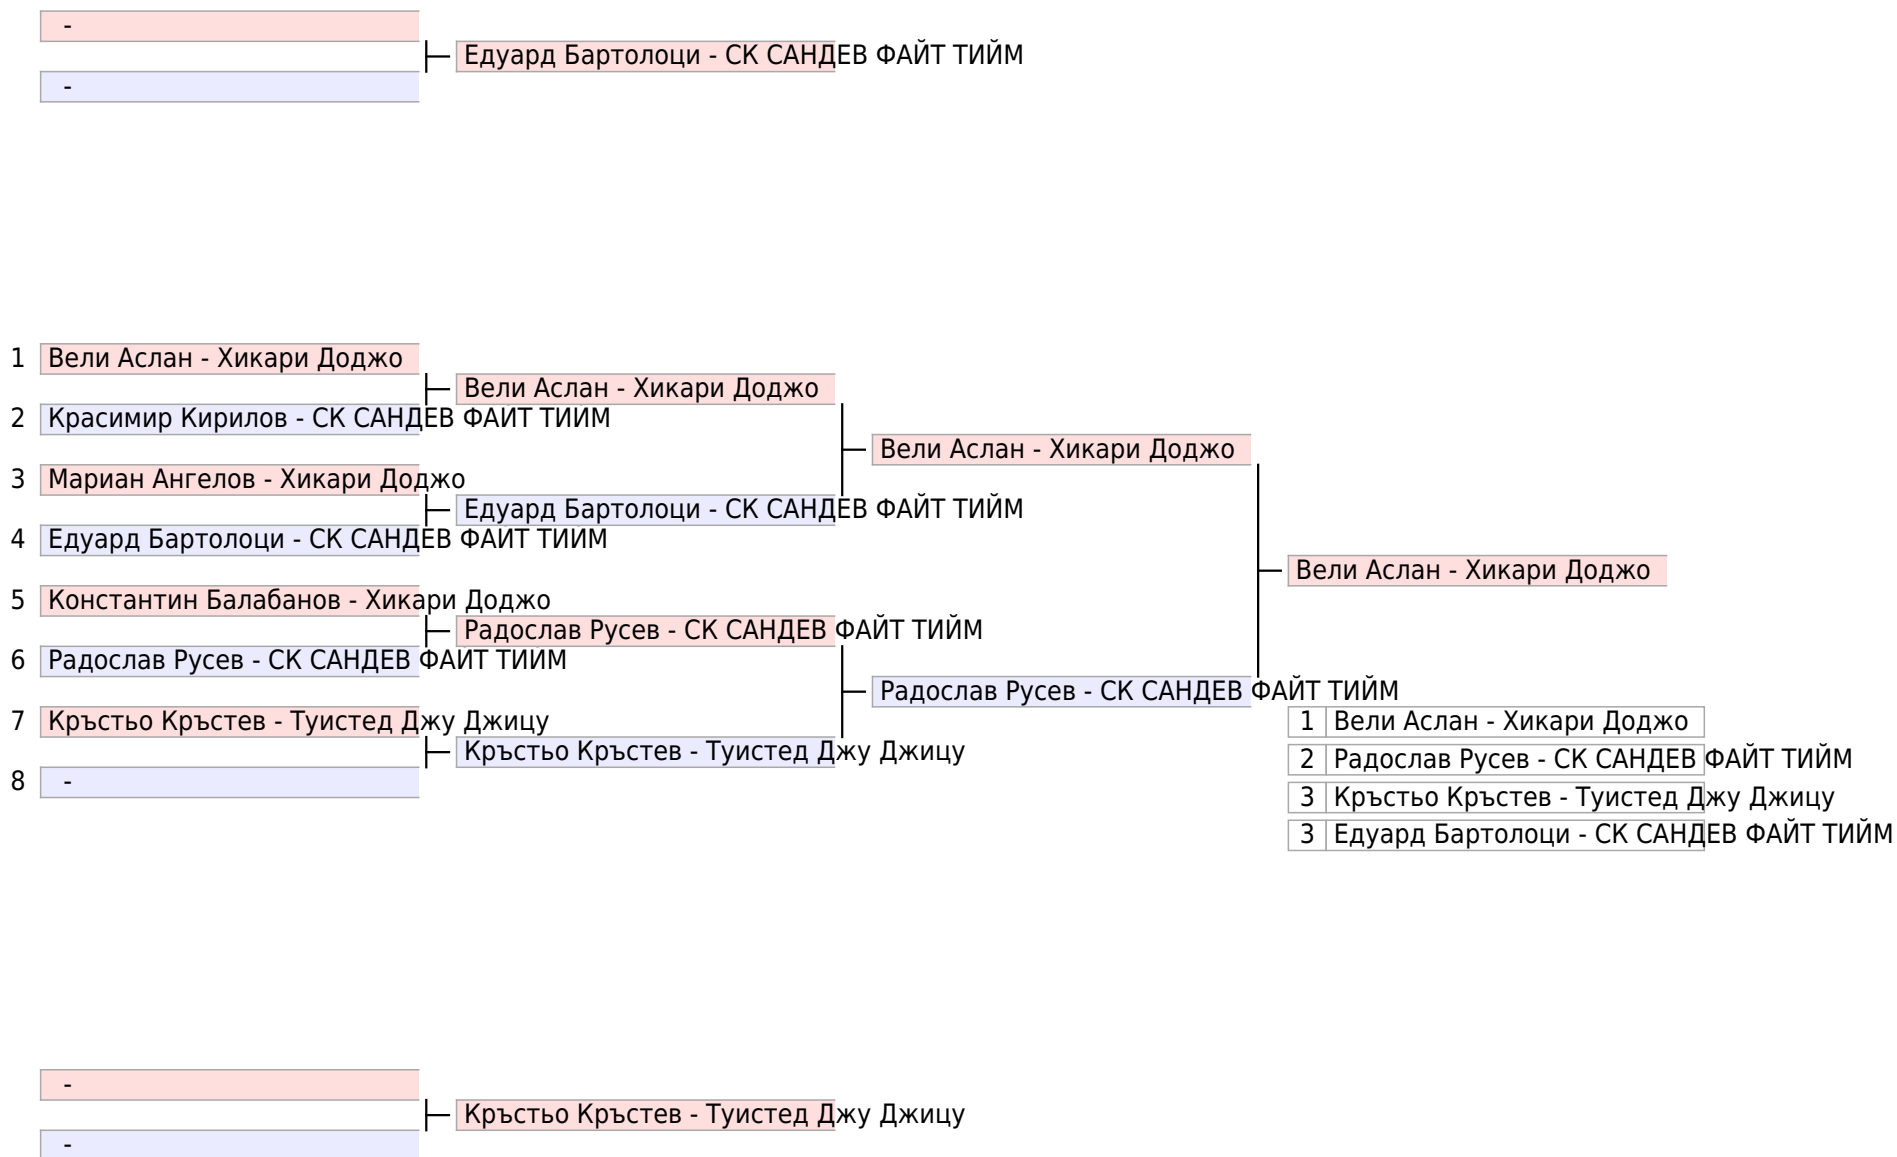 -
Едуард Бартолоци - СК САНДЕВ ФАЙТ ТИЙМ
-
1 Вели Аслан - Хикари Доджо
Вели Аслан - Хикари Доджо
2 Красимир Кирилов - СК САНДЕВ ФАЙТ ТИЙМ
Вели Аслан - Хикари Доджо
3 Мариан Ангелов - Хикари Доджо
Едуард Бартолоци - СК САНДЕВ ФАЙТ ТИЙМ
4 Едуард Бартолоци - СК САНДЕВ ФАЙТ ТИЙМ
Вели Аслан - Хикари Доджо
5 Константин Балабанов - Хикари Доджо
Радослав Русев - СК САНДЕВ ФАЙТ ТИЙМ
6 Радослав Русев - СК САНДЕВ ФАЙТ ТИЙМ
Радослав Русев - СК САНДЕВ ФАЙТ ТИЙМ
7 Кръстьо Кръстев - Туистед Джу Джицу
Кръстьо Кръстев - Туистед Джу Джицу
8 -
1 Вели Аслан - Хикари Доджо
2 Радослав Русев - СК САНДЕВ ФАЙТ ТИЙМ
3 Кръстьо Кръстев - Туистед Джу Джицу
3 Едуард Бартолоци - СК САНДЕВ ФАЙТ ТИЙМ
-
Кръстьо Кръстев - Туистед Джу Джицу
-